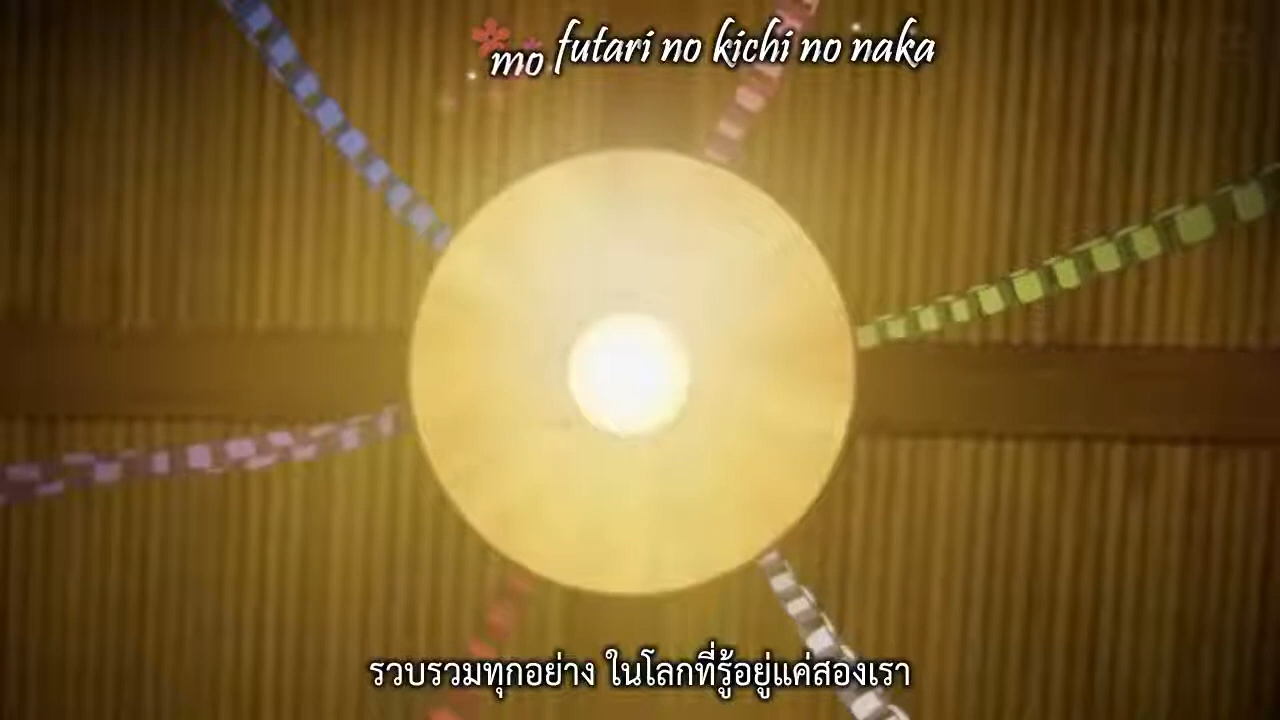 mo futari no kichi no naka
รวบรวมทุกอย่าง ในโลกที่รู้อยู่แค่สองเรา